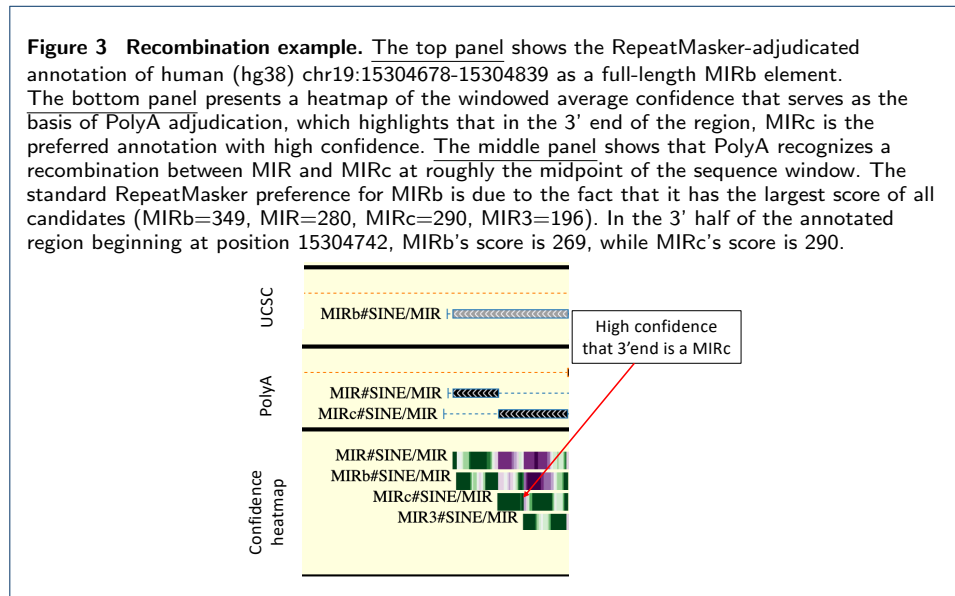 Figure 3 Recombination example. The top panel shows the RepeatMasker-adjudicated
annotation of human (hg38) chr19:15304678-15304839 as a full-length MIRb element.
The bottom panel presents a heatmap of the windowed average confidence that serves as the
basis of PolyA adjudication, which highlights that in the 3' end of the region, MIRc is the
preferred annotation with high confidence. The middle panel shows that PolyA recognizes a
recombination between MIR and MIRc at roughly the midpoint of the sequence window. The
standard RepeatMasker preference for MIRb is due to the fact that it has the largest score of all
candidates (MIRb=349, MIR=280, MIRc=290, MIR3=196). In the 3' half of the annotated
region beginning at position 15304742, MIRb's score is 269, while MIRc's score is 290.
UCSC
MIRb#SINE/MIR
High confidence
that 3'end is a MIRc
PolyA
MIR#SINE/MIR
MIRc#SINE/MIR
Confidence
heatmap
MIR#SINE/MIR
MIRb#SINE/MIR
MIRc#SINE/MIR
MIR3#SINE/MIR